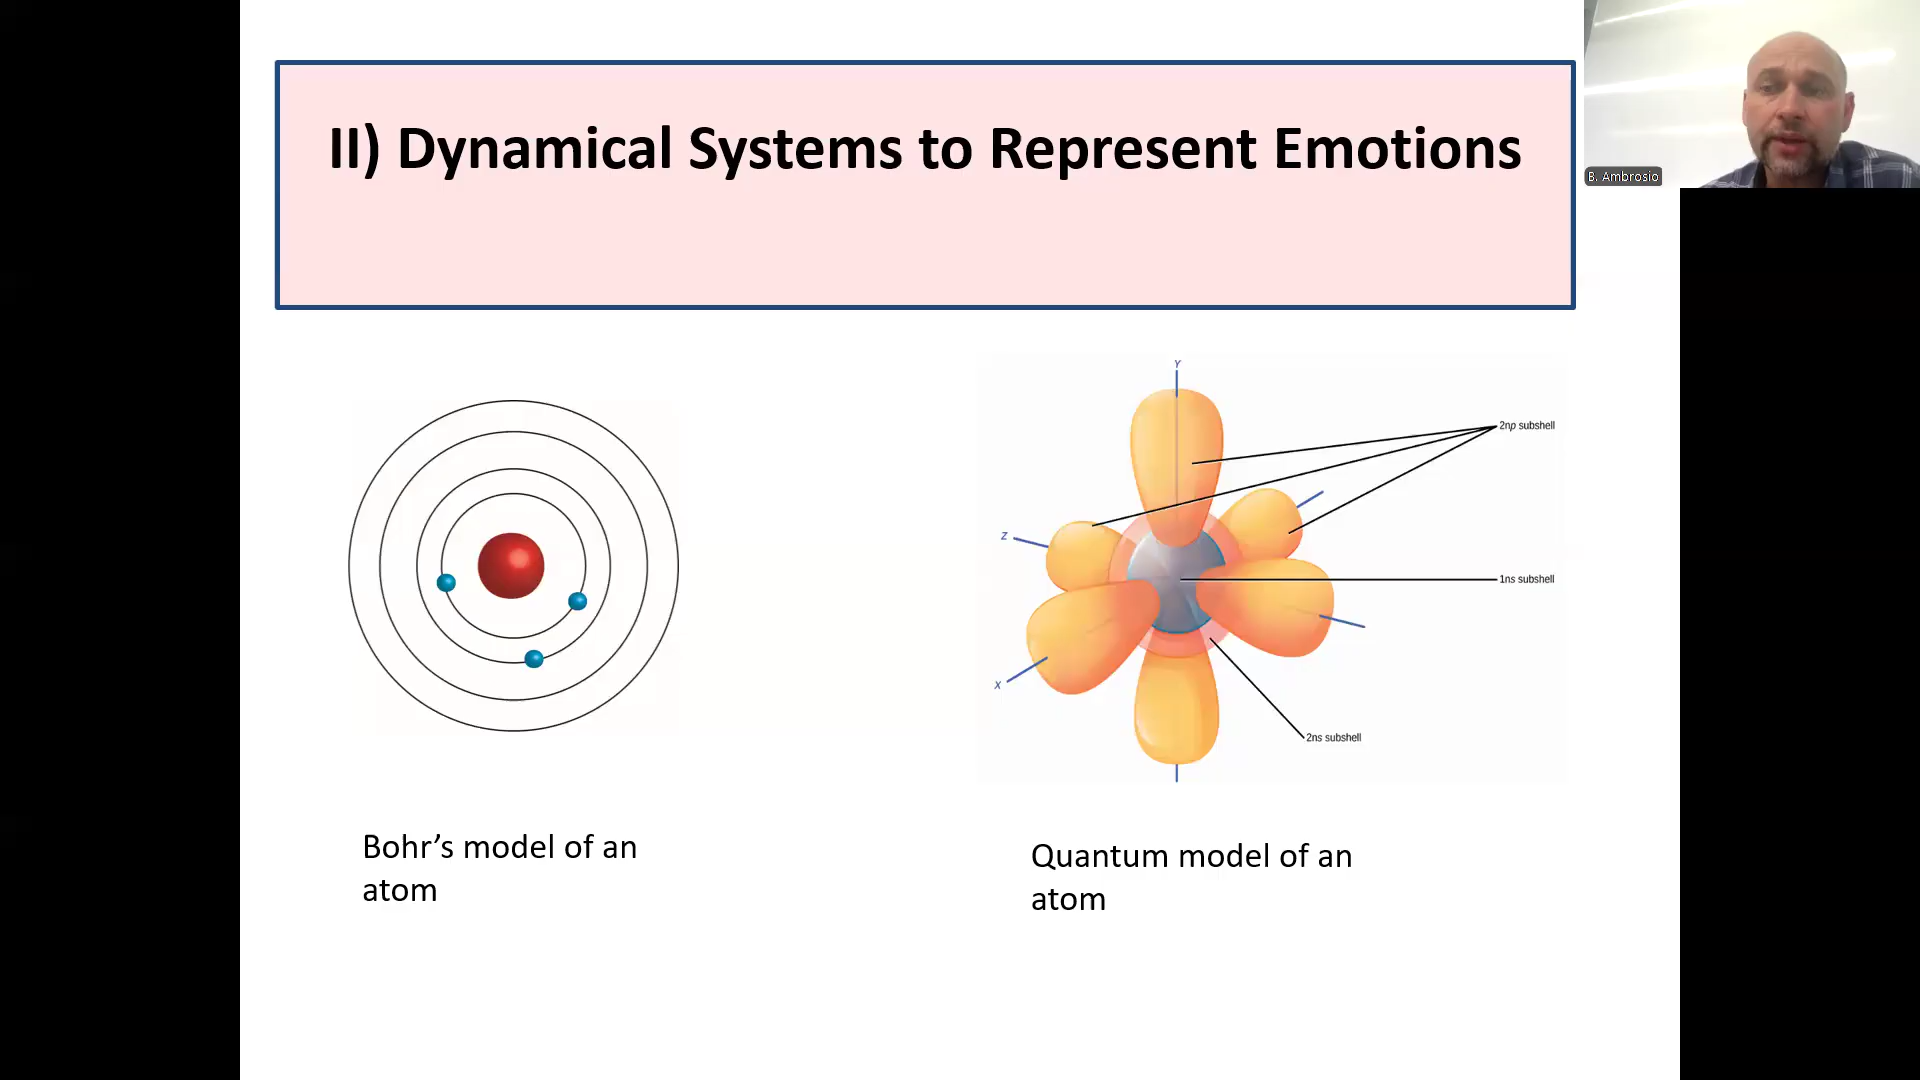 II) Dynamical Systems to Represent Emotions
B. Ambrosio
Y
2np subshell
Z
1ns subshell
X
2ns subshell
Bohr’s model of an
atom
Quantum model of an
atom